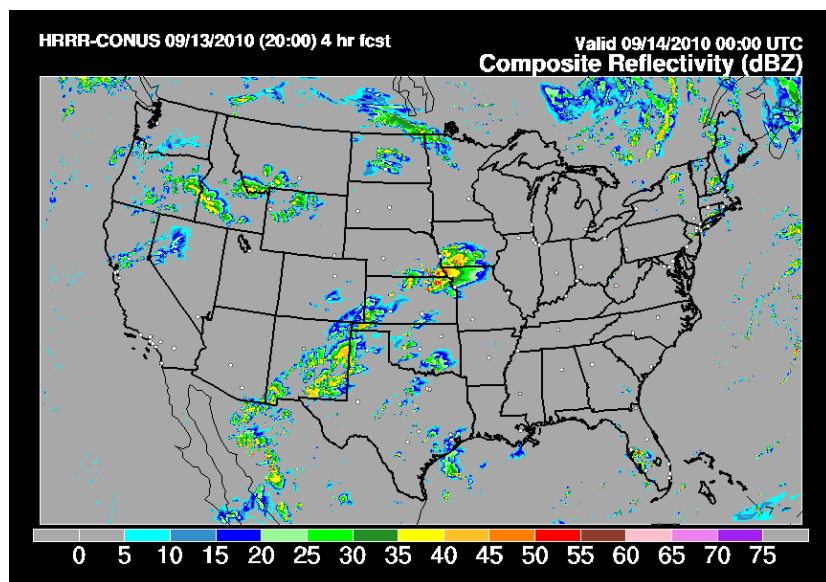 HRRR-CONUS 09/13/2010 (20:00) 4 hr fcst
Valid 09/14/2010 00:00 UTC
Composite Reflectivity (dBZ)
0 5 10 15 20 25 30 35 40 45 50 55 60 65 70 75